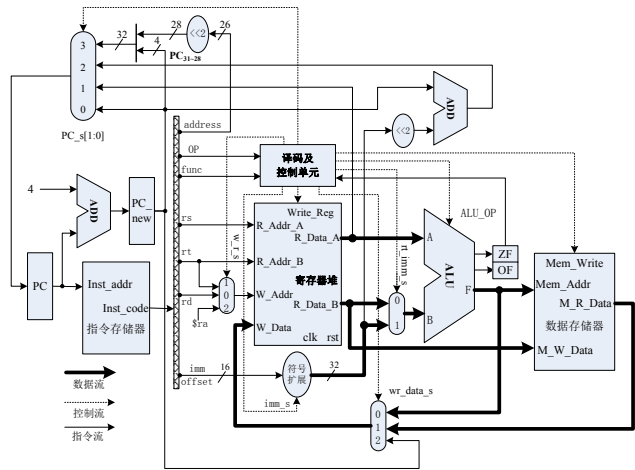 32
4
28
<<2
26
PC31~28
3
2
1
0
PC_s[1:0]
address
OP
func
译码及
控制单元
ADD
<<2
4
ADD
PC_
new
rs
rt
rd
$ra
w_r_s
1
0
2
Write_Reg
R_Addr_A
R_Data_A
R_Addr_B
寄存器堆
W_Addr
R_Data_B
W_Data
clk rst
rt_imm_s
0
1
ALU_OP
A
ALU
F
B
ZF
OF
Mem_Write
Mem_Addr
M_R_Data
数据存储器
M_W_Data
PC
Inst_addr
Inst_code
指令存储器
imm
offset
16
符号
扩展
32
imm_s
wr_data_s
0
1
2
数据流
控制流
指令流